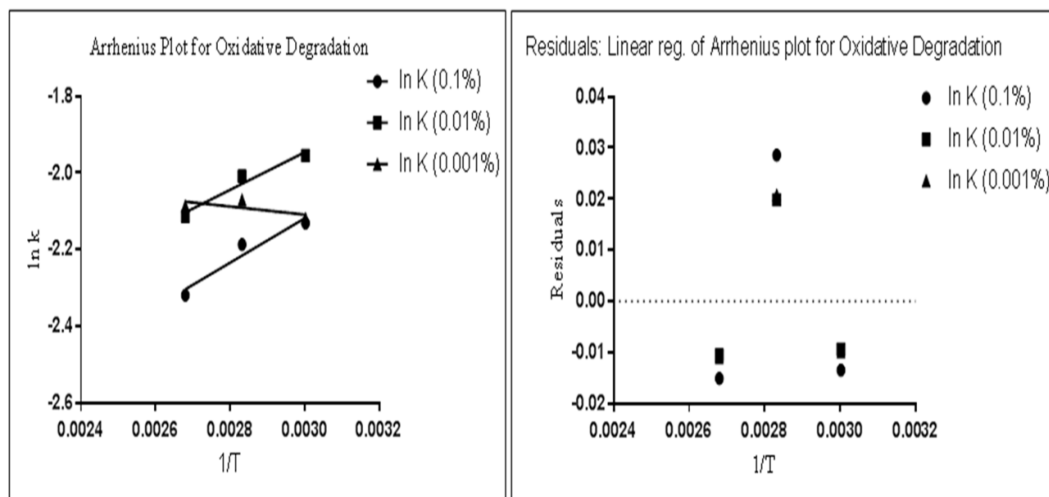 Arrhenius Plot for Oxidative Degradation
ln K (0.1%)
ln K (0.01%)
ln K (0.001%)
-1.8
-2.0
-2.2
-2.4
-2.6
ln k
0.0024 0.0026 0.0028 0.0030 0.0032
1/T
Residuals: Linear reg. of Arrhenius plot for Oxidative Degradation
ln K (0.1%)
ln K (0.01%)
ln K (0.001%)
0.04
0.03
0.02
0.01
0.00
-0.01
-0.02
Residuals
0.0024 0.0026 0.0028 0.0030 0.0032
1/T